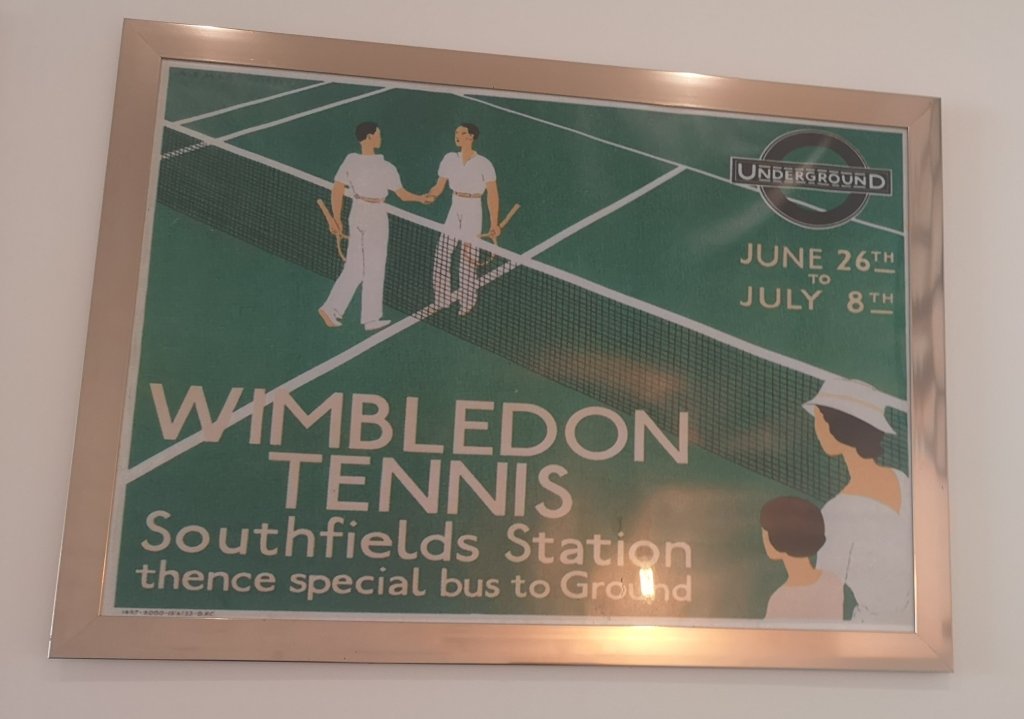 UNDERGROUND
JUNE 26TH
TO
JULY 8TH
WIMBLEDON
TENNIS
Southfields Station
thence special bus to Ground